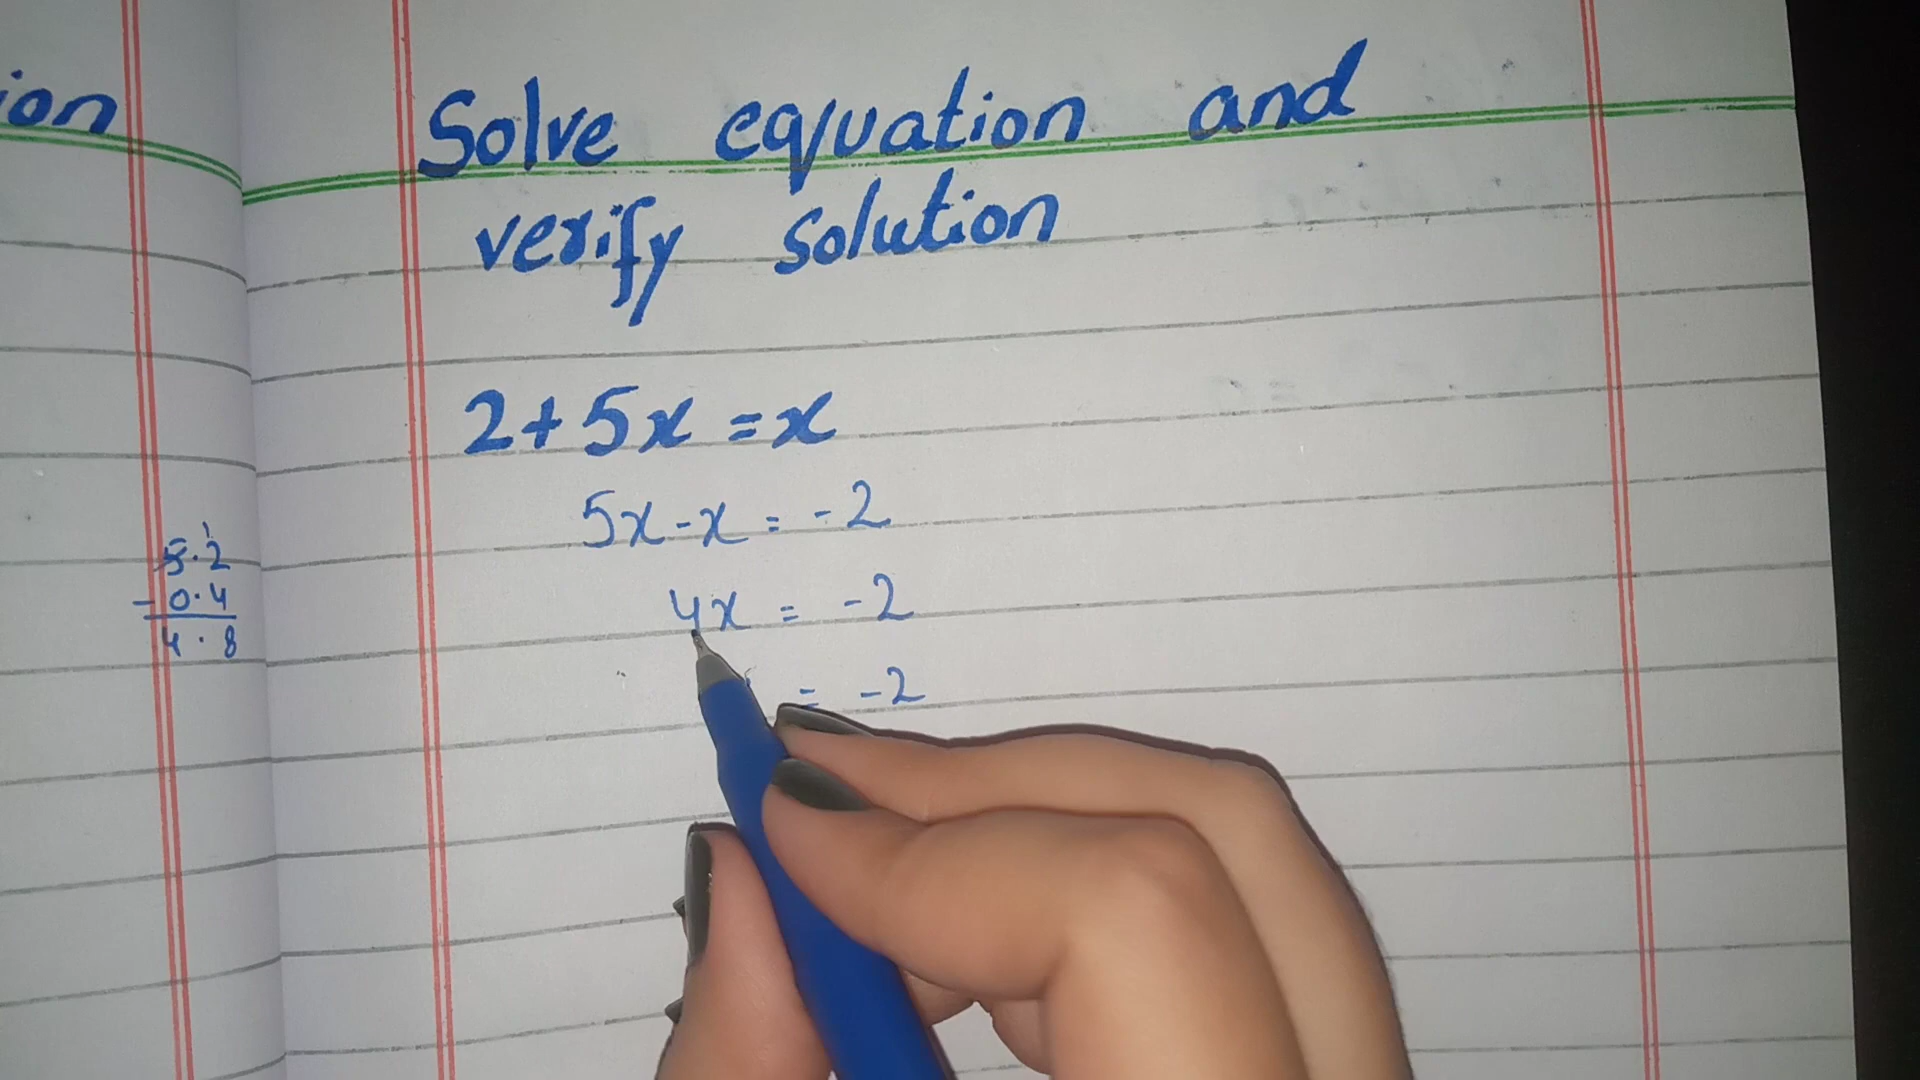 ion
5.2
- 0.4
4.8
Solve equation and
verify solution
2+5x=x
5x-x = -2
4x = -2
= -2